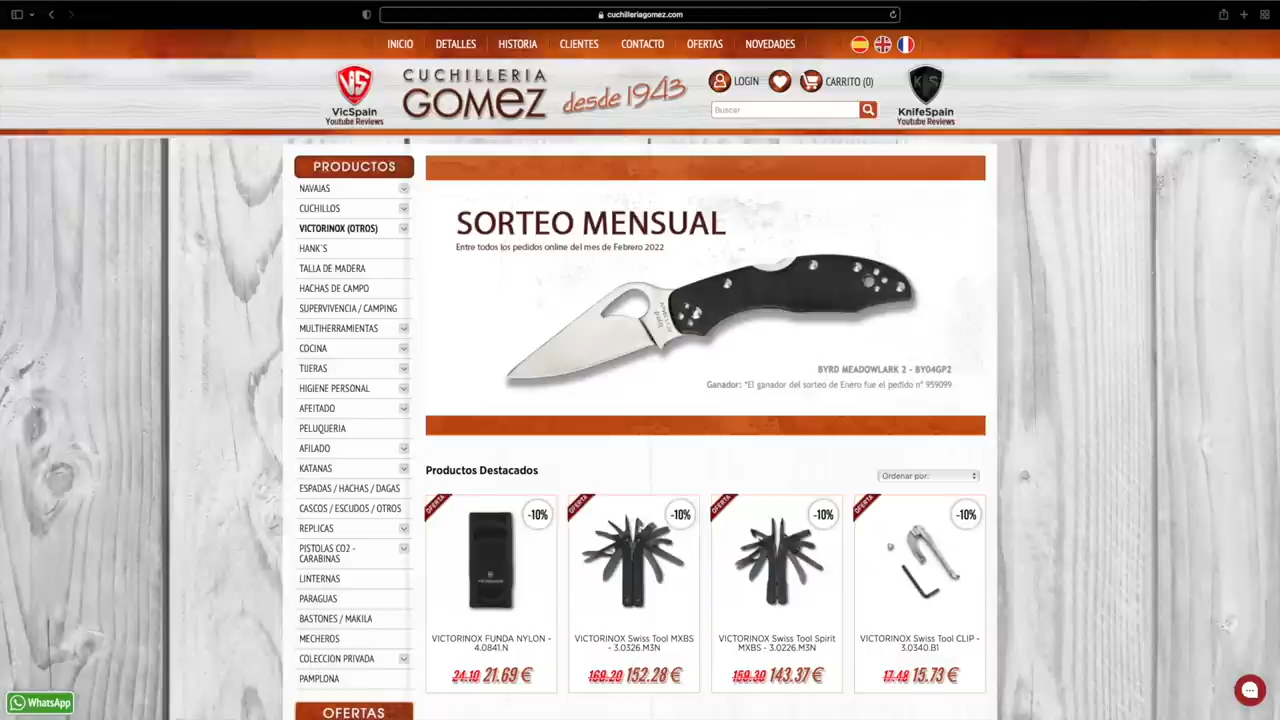 cuchilleriagomez.com
INICIO
DETALLES
HISTORIA
CLIENTES
CONTACTO
OFERTAS
NOVEDADES
VicSpain
Youtube Reviews
CUCHILLERIA
GOMEZ desde 1943
LOGIN
CARRITO (0)
Buscar
KnifeSpain
Youtube Reviews
PRODUCTOS
NAVAJAS
CUCHILLOS
VICTORINOX (OTROS)
HANK´S
TALLA DE MADERA
HACHAS DE CAMPO
SUPERVIVENCIA / CAMPING
MULTIHERRAMIENTAS
COCINA
TIJERAS
HIGIENE PERSONAL
AFEITADO
PELUQUERIA
AFILADO
KATANAS
ESPADAS / HACHAS / DAGAS
CASCOS / ESCUDOS / OTROS
REPLICAS
PISTOLAS CO2 -
CARABINAS
LINTERNAS
PARAGUAS
BASTONES / MAKILA
MECHEROS
COLECCION PRIVADA
PAMPLONA
OFERTAS
SORTEO MENSUAL
Entre todos los pedidos online del mes de Febrero 2022
BYRD MEADOWLARK 2 - BY04GP2
Ganador: *El ganador del sorteo de Enero fue el pedido nº 959099
Productos Destacados
Ordenar por:
OFERTA
-10%
VICTORINOX FUNDA NYLON -
4.0841.N
24.10 21.69 €
OFERTA
-10%
VICTORINOX Swiss Tool MXBS
- 3.0326.M3N
169.20 152.28 €
OFERTA
-10%
VICTORINOX Swiss Tool Spirit
MXBS - 3.0226.M3N
159.30 143.37 €
OFERTA
-10%
VICTORINOX Swiss Tool CLIP -
3.0340.B1
17.48 15.73 €
WhatsApp